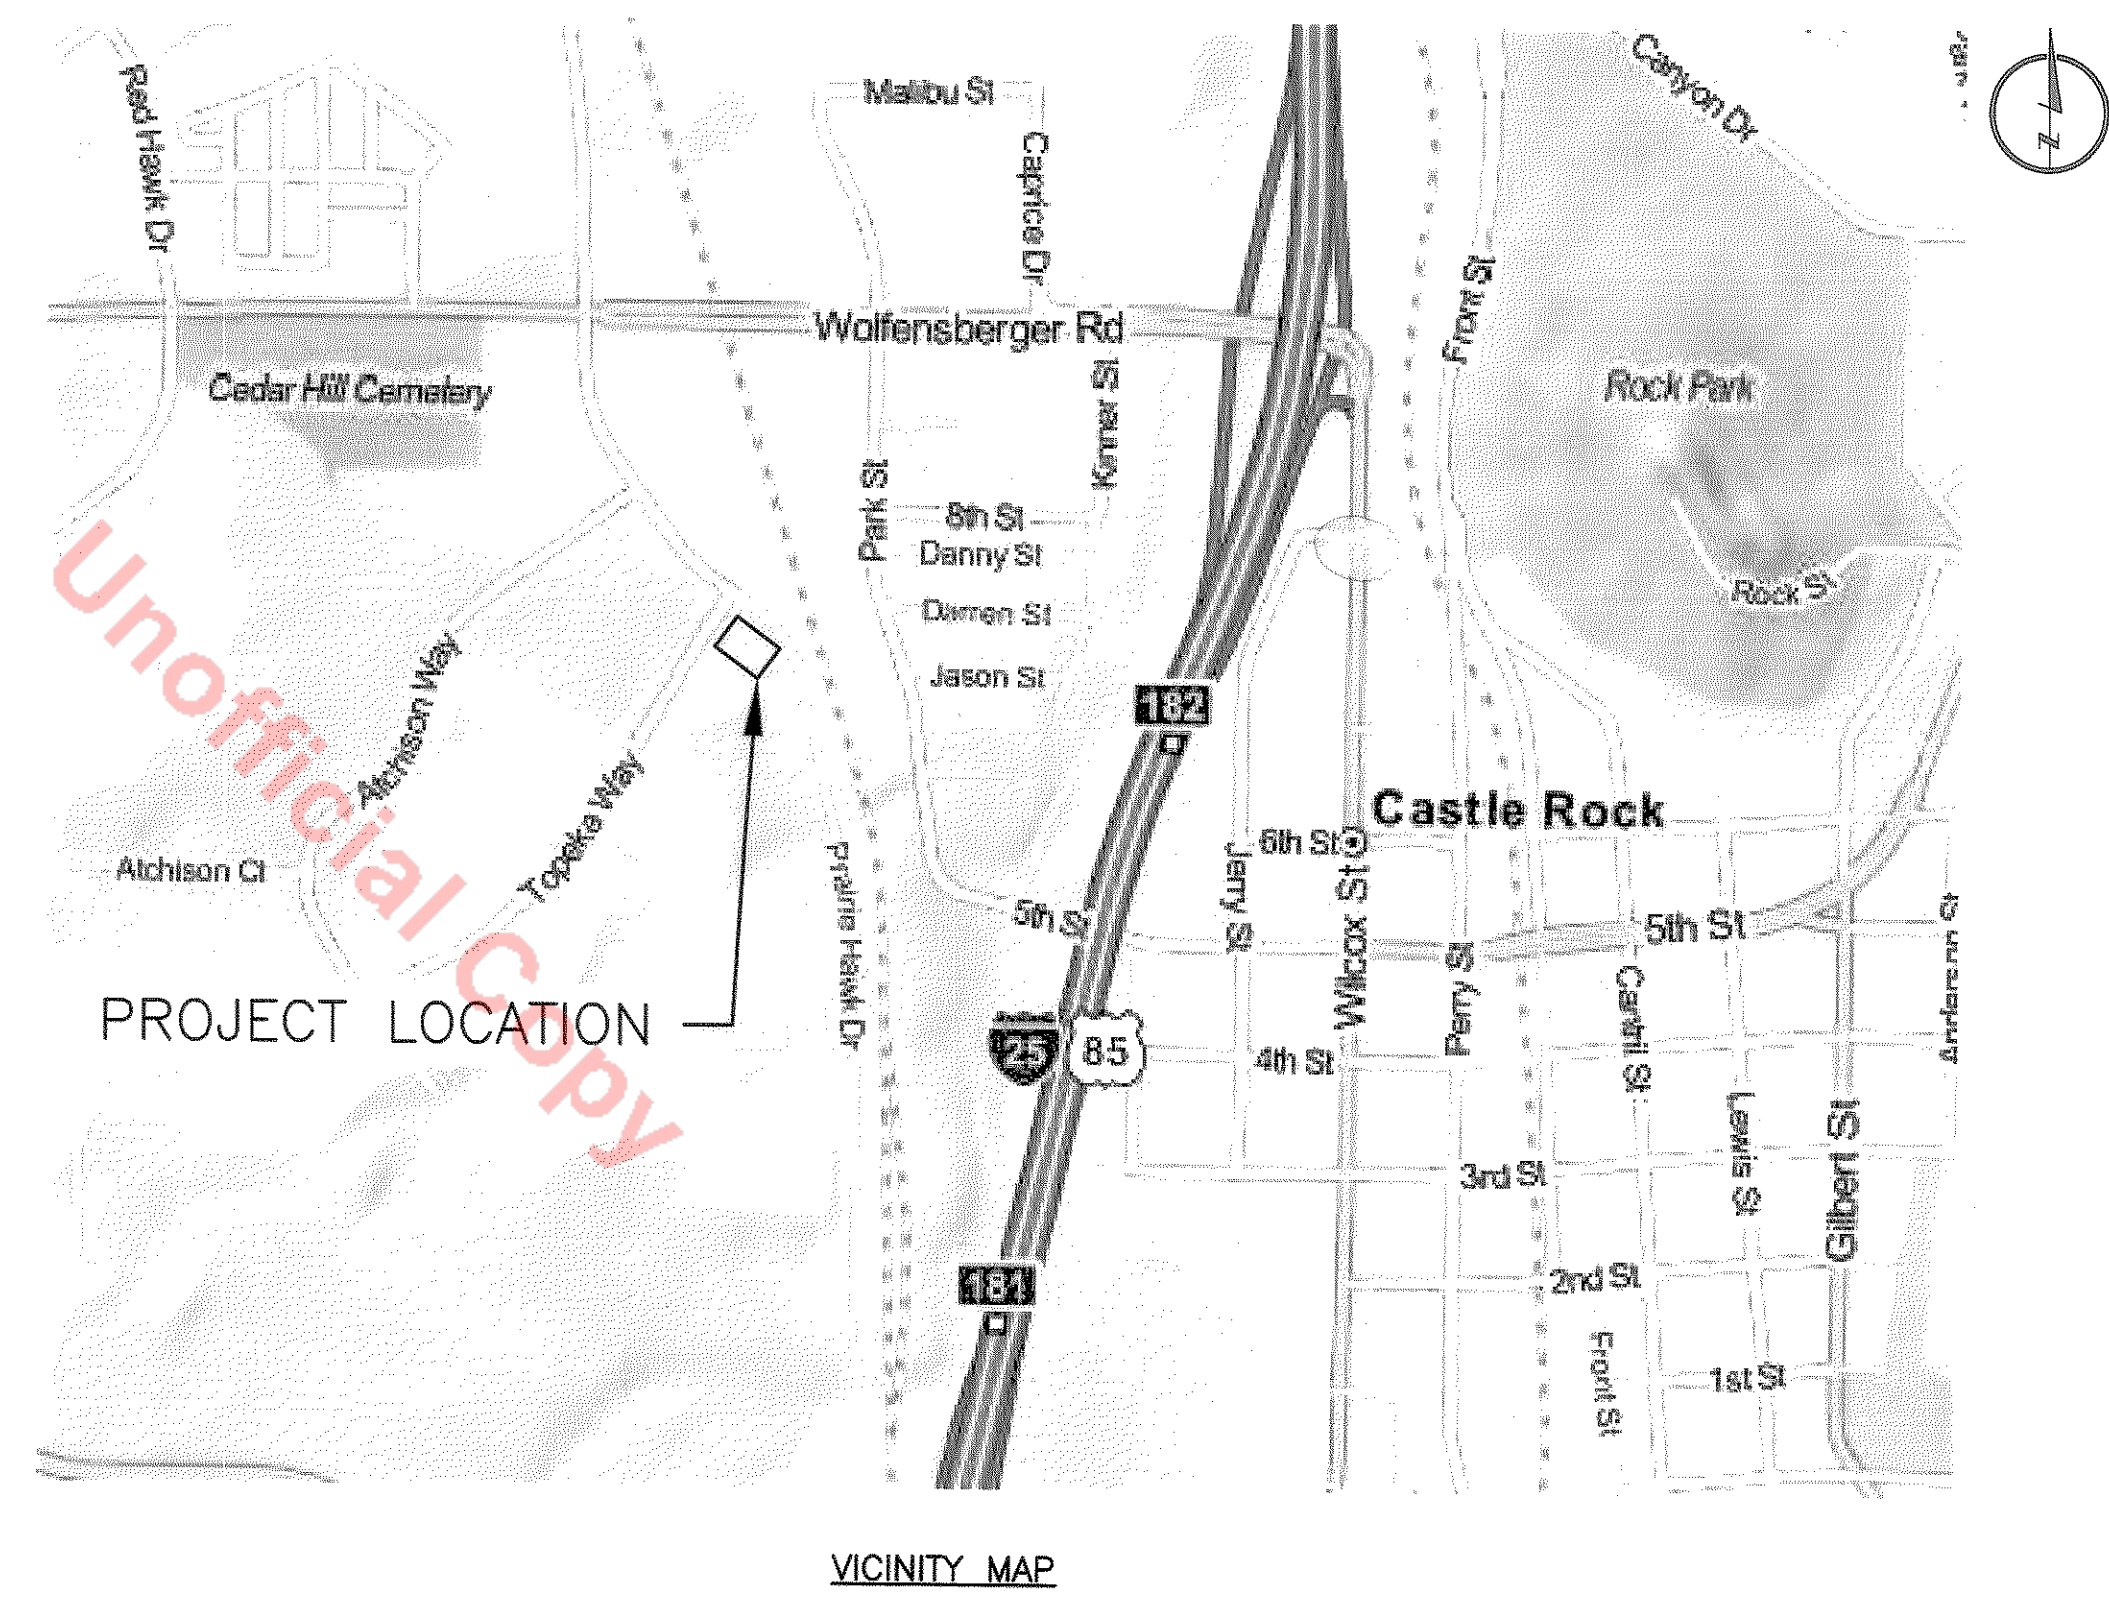 Canyon Dr
Malibu St
Red Hawk Dr
Caprice Dr
N
Front St
Wolfensberger Rd
Cedar Hill Cemetery
Kynner St
Rock Park
Park St
8th St
Danny St
Rock St
Darren St
Jason St
Atchison Way
182
Topeka Way
Castle Rock
6th St
Atchison Ct
Prairie Hawk Dr
Jerry St
Wilcox St
5th St
5th St
Perry St
Cantril St
Anderson St
PROJECT LOCATION
25
85
4th St
Lewis St
Gilbert St
3rd St
181
2nd St
Front St
1st St
Unofficial Copy
VICINITY MAP